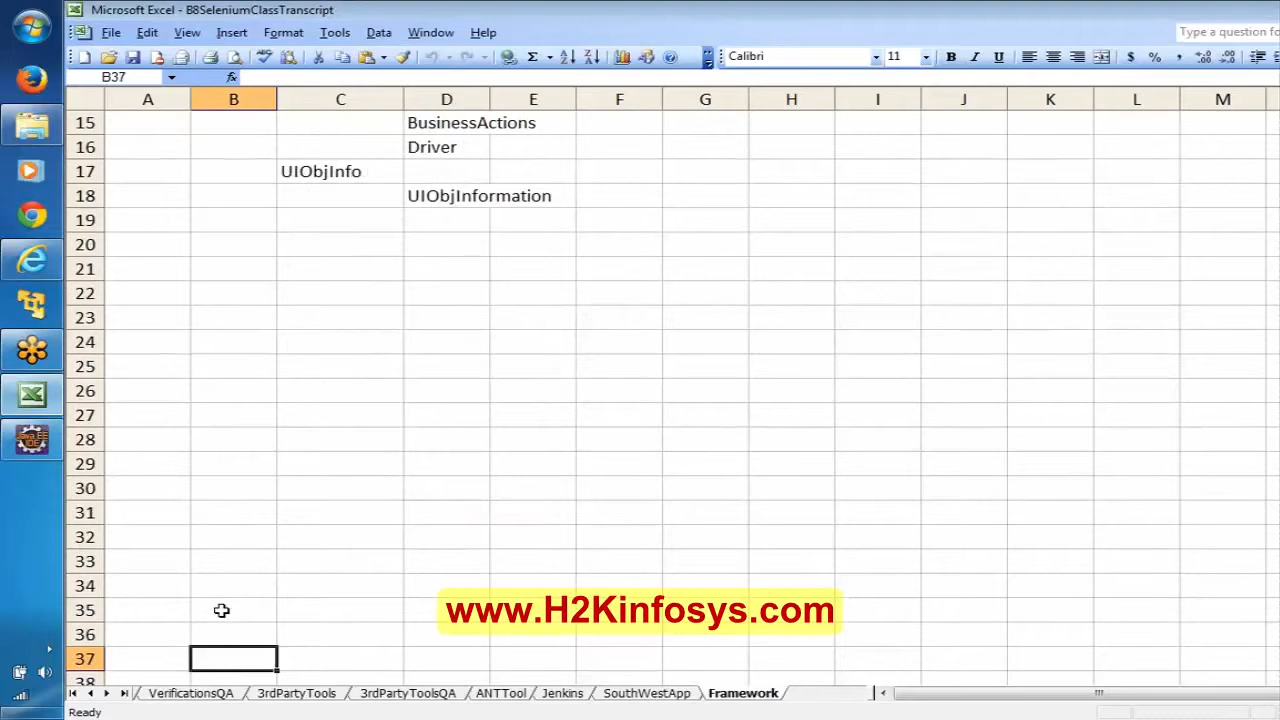 Microsoft Excel - B8SeleniumClassTranscript
File Edit View Insert Format Tools Data Window Help
Type a question fo
Calibri 11 B I U $ %
B37 fx
A B C D E F G H I J K L M
15 BusinessActions
16 Driver
17 UIObjInfo
18 UIObjInformation
19
20
21
22
23
24
25
26
27
28
29
30
31
32
33
34
35
www.H2Kinfosys.com
36
37
38
VerificationsQA 3rdPartyTools 3rdPartyToolsQA ANTTool Jenkins SouthWestApp Framework
Ready
Java EE
IDE